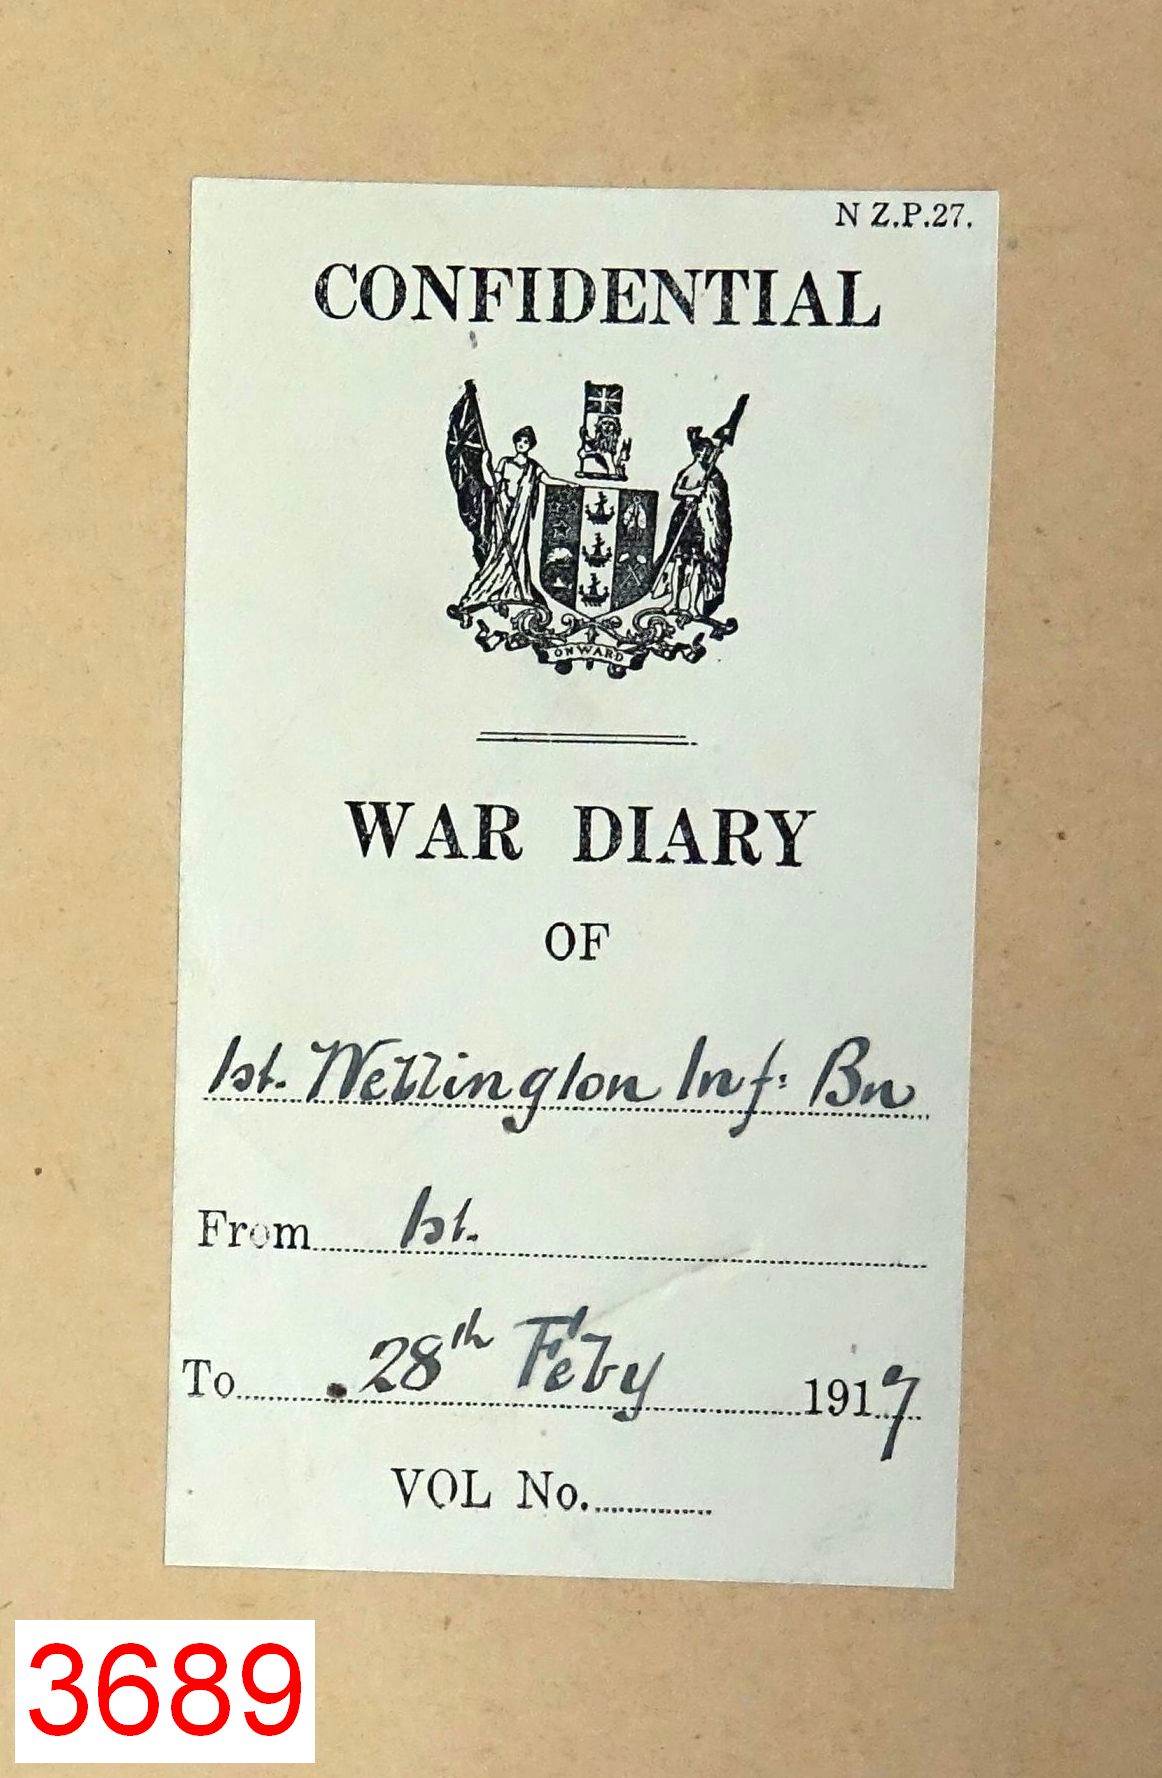 N Z.P.27.
CONFIDENTIAL
ONWARD
WAR DIARY
OF
1st. Wellington Inf: Bn
From 1st.
To 28th Feby 1917
VOL No.
3689